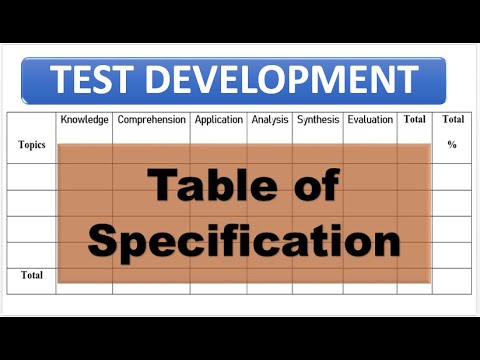 TEST DEVELOPMENT
Knowledge Comprehension Application Analysis Synthesis Evaluation Total Total
Topics %
Table of
Specification
Total